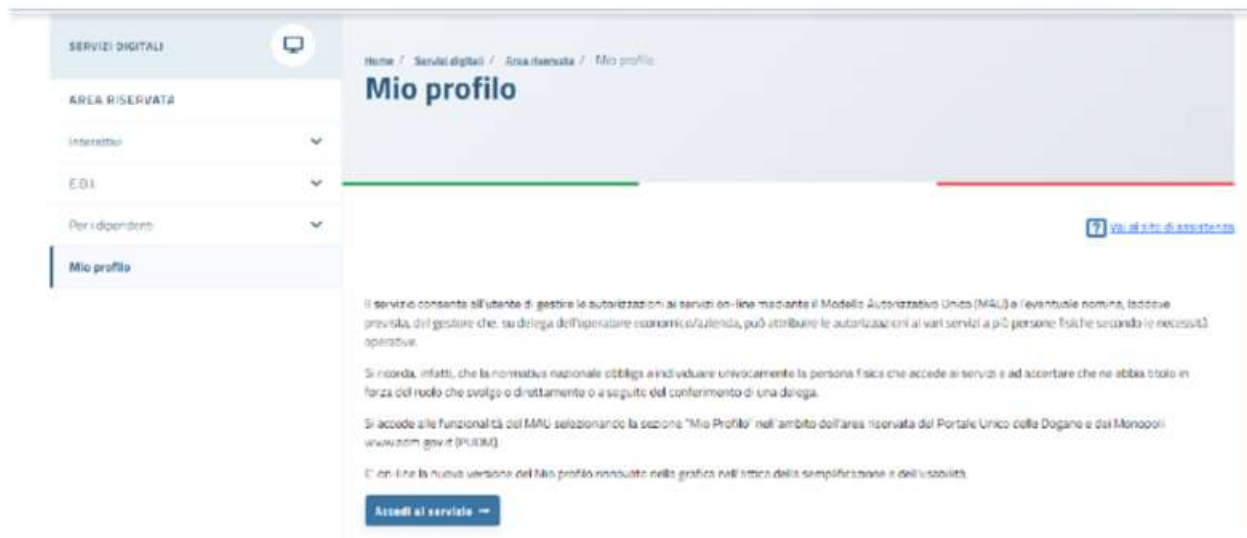 SERVIZI DIGITALI
AREA RISERVATA
Interattivi
E.D.I.
Per i dipendenti
Mio profilo
Home / Servizi digitali / Area riservata / Mio profilo
Mio profilo
? Vai al sito di assistenza
Il servizio consente all'utente di gestire le autorizzazioni ai servizi on-line mediante il Modello Autorizzativo Unico (MAU) e l'eventuale nomina, laddove
prevista, del gestore che, su delega dell'operatore economico/azienda, può attribuire le autorizzazioni ai vari servizi a più persone fisiche secondo le necessità
operative.
Si ricorda, infatti, che la normativa nazionale obbliga a individuare univocamente la persona fisica che accede ai servizi e ad accertare che ne abbia titolo in
forza del ruolo che svolge o direttamente o a seguito del conferimento di una delega.
Si accede alle funzionalità del MAU selezionando la sezione "Mio Profilo" nell'ambito dell'area riservata del Portale Unico delle Dogane e dei Monopoli
www.adm.gov.it (PUDM).
E' on-line la nuova versione del Mio profilo rinnovato nella grafica nell'ottica della semplificazione e dell'usabilità.
Accedi al servizio →